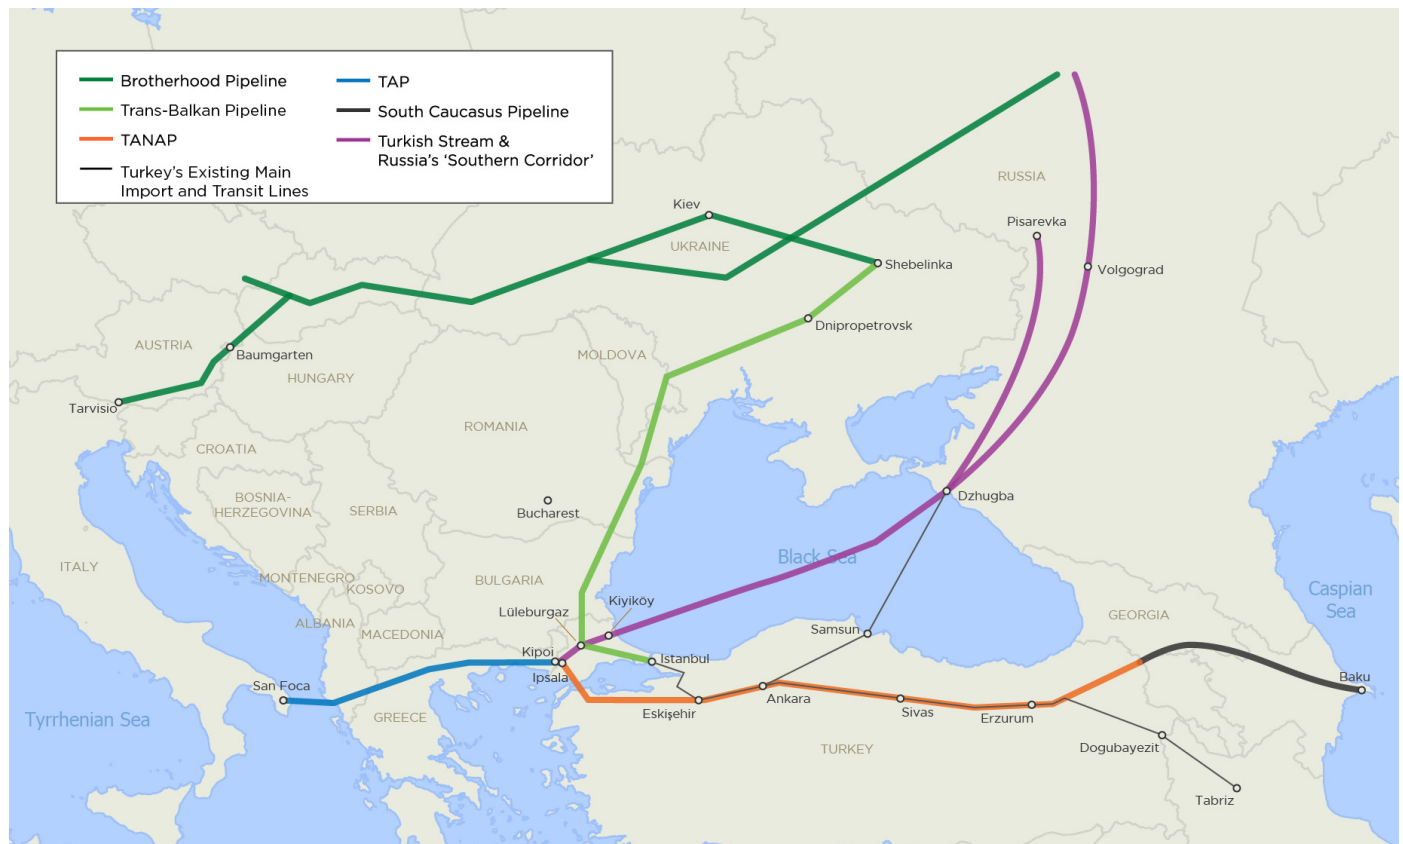 Brotherhood Pipeline
Trans-Balkan Pipeline
TANAP
Turkey's Existing Main
Import and Transit Lines
TAP
South Caucasus Pipeline
Turkish Stream &
Russia's 'Southern Corridor'
RUSSIA
Kiev
Pisarevka
UKRAINE
Shebelinka
Volgograd
Dnipropetrovsk
AUSTRIA
Baumgarten
MOLDOVA
HUNGARY
Tarvisio
ROMANIA
CROATIA
BOSNIA-
HERZEGOVINA
SERBIA
Bucharest
Dzhugba
Black Sea
ITALY
MONTENEGRO
KOSOVO
BULGARIA
Caspian
Sea
Lüleburgaz
Kiyiköy
GEORGIA
ALBANIA
MACEDONIA
Samsun
Kipoi
Istanbul
Ipsala
Baku
San Foca
Ankara
Eskişehir
Sivas
Erzurum
Tyrrhenian Sea
GREECE
TURKEY
Dogubayezit
Tabriz